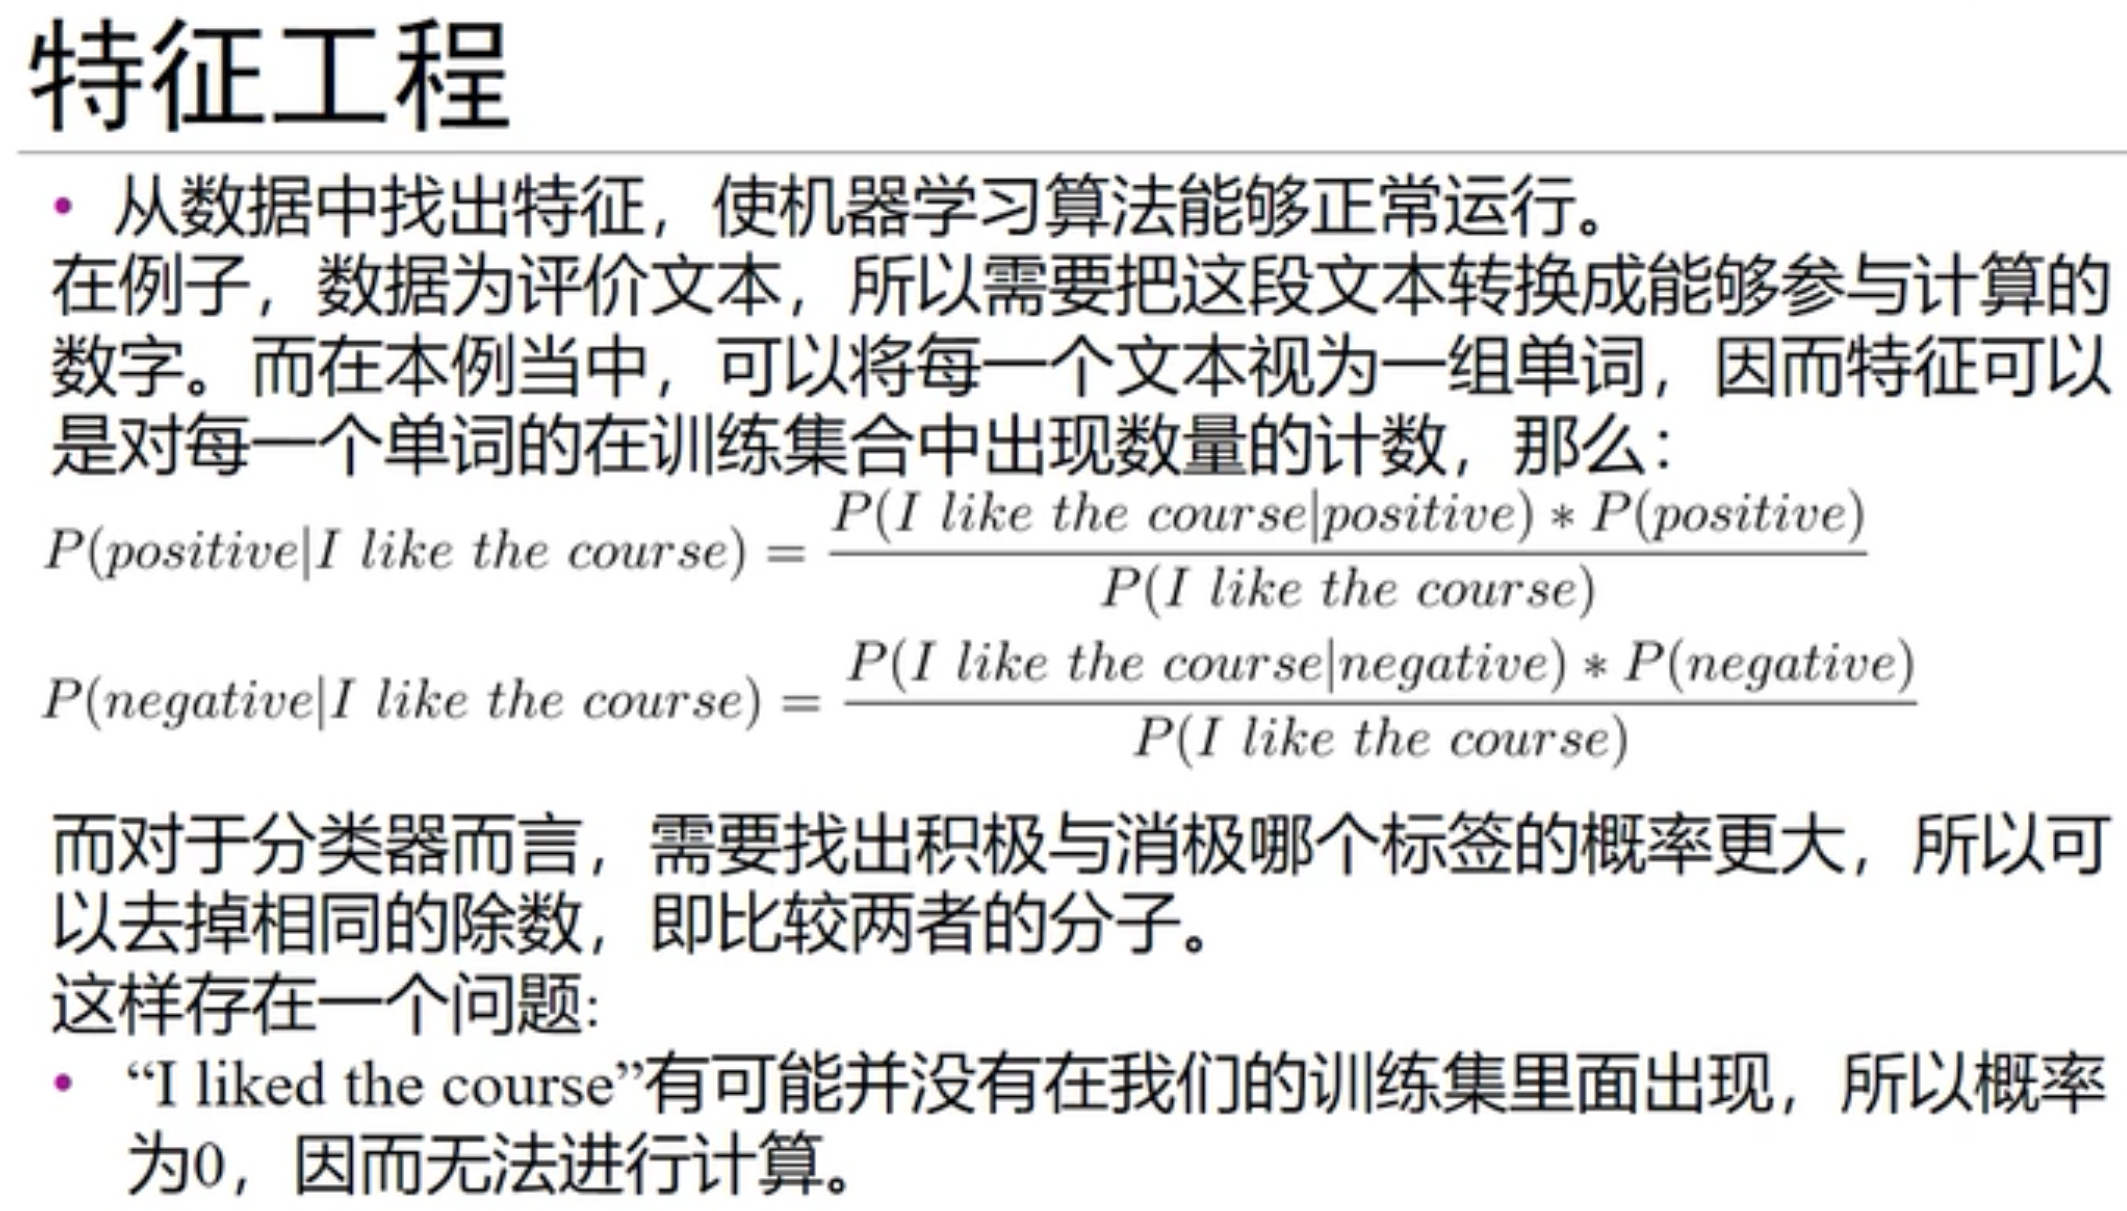 特征工程
• 从数据中找出特征，使机器学习算法能够正常运行。
在例子，数据为评价文本，所以需要把这段文本转换成能够参与计算的
数字。而在本例当中，可以将每一个文本视为一组单词，因而特征可以
是对每一个单词的在训练集合中出现数量的计数，那么：
P(positive|I like the course) = \frac{P(I like the course|positive) * P(positive)}{P(I like the course)}
P(negative|I like the course) = \frac{P(I like the course|negative) * P(negative)}{P(I like the course)}
而对于分类器而言，需要找出积极与消极哪个标签的概率更大，所以可
以去掉相同的除数，即比较两者的分子。
这样存在一个问题:
• “I liked the course”有可能并没有在我们的训练集里面出现，所以概率
为0，因而无法进行计算。